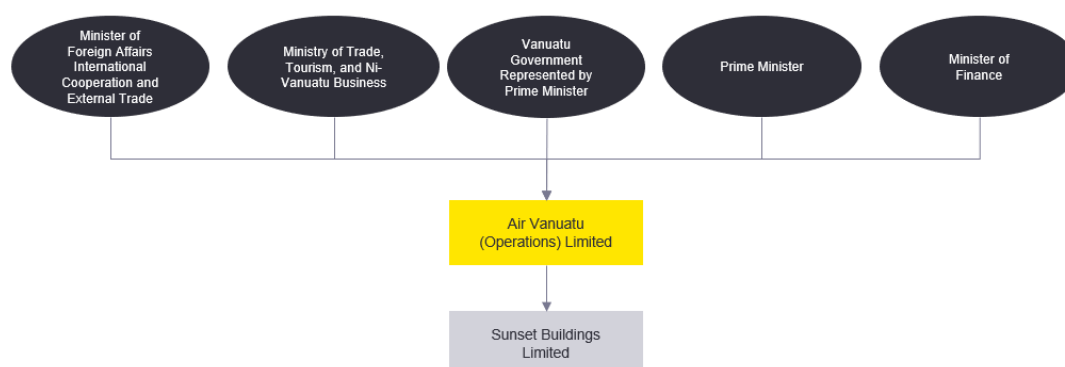 Minister of
Foreign Affairs
International
Cooperation and
External Trade
Ministry of Trade,
Tourism, and Ni-
Vanuatu Business
Vanuatu
Government
Represented by
Prime Minister
Prime Minister
Minister of
Finance
Air Vanuatu
(Operations) Limited
Sunset Buildings
Limited